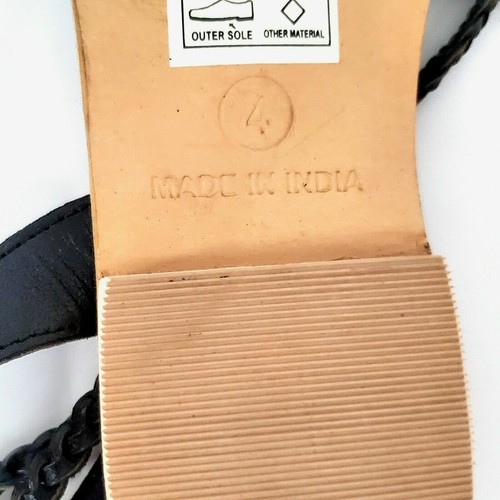 OUTER SOLE OTHER MATERIAL
4
MADE IN INDIA